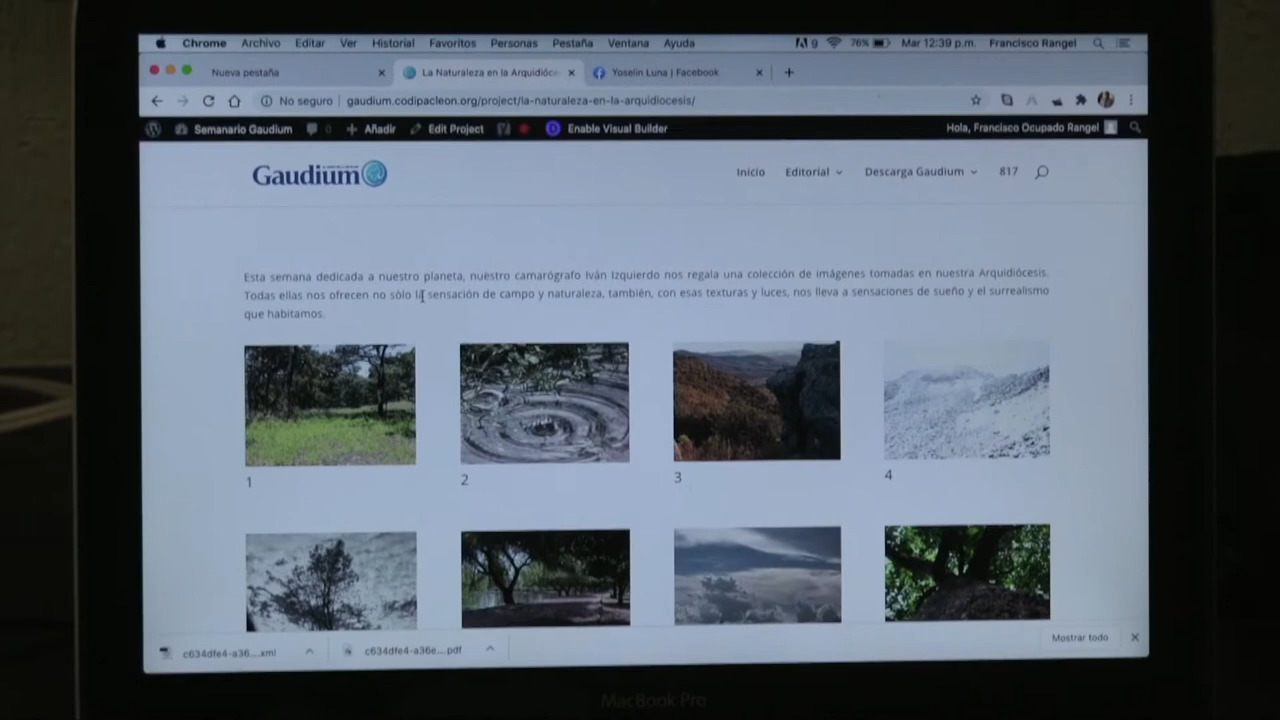 Chrome Archivo Editar Ver Historial Favoritos Personas Pestaña Ventana Ayuda 9 76% Mar 12:39 p.m. Francisco Rangel
Nueva pestaña La Naturaleza en la Arquidióc Yoselin Luna | Facebook
No seguro gaudium.codipacleon.org/project/la-naturaleza-en-la-arquidiocesis/
Semanario Gaudium 0 Añadir Edit Project Enable Visual Builder Hola, Francisco Ocupado Rangel
Gaudium Inicio Editorial Descarga Gaudium 817
Esta semana dedicada a nuestro planeta, nuestro camarógrafo Iván Izquierdo nos regala una colección de imágenes tomadas en nuestra Arquidiócesis.
Todas ellas nos ofrecen no sólo la sensación de campo y naturaleza, también, con esas texturas y luces, nos lleva a sensaciones de sueño y el surrealismo
que habitamos.
1 2 3 4
c634dfe4-a36....xml c634dfe4-a36e....pdf Mostrar todo
MacBook Pro